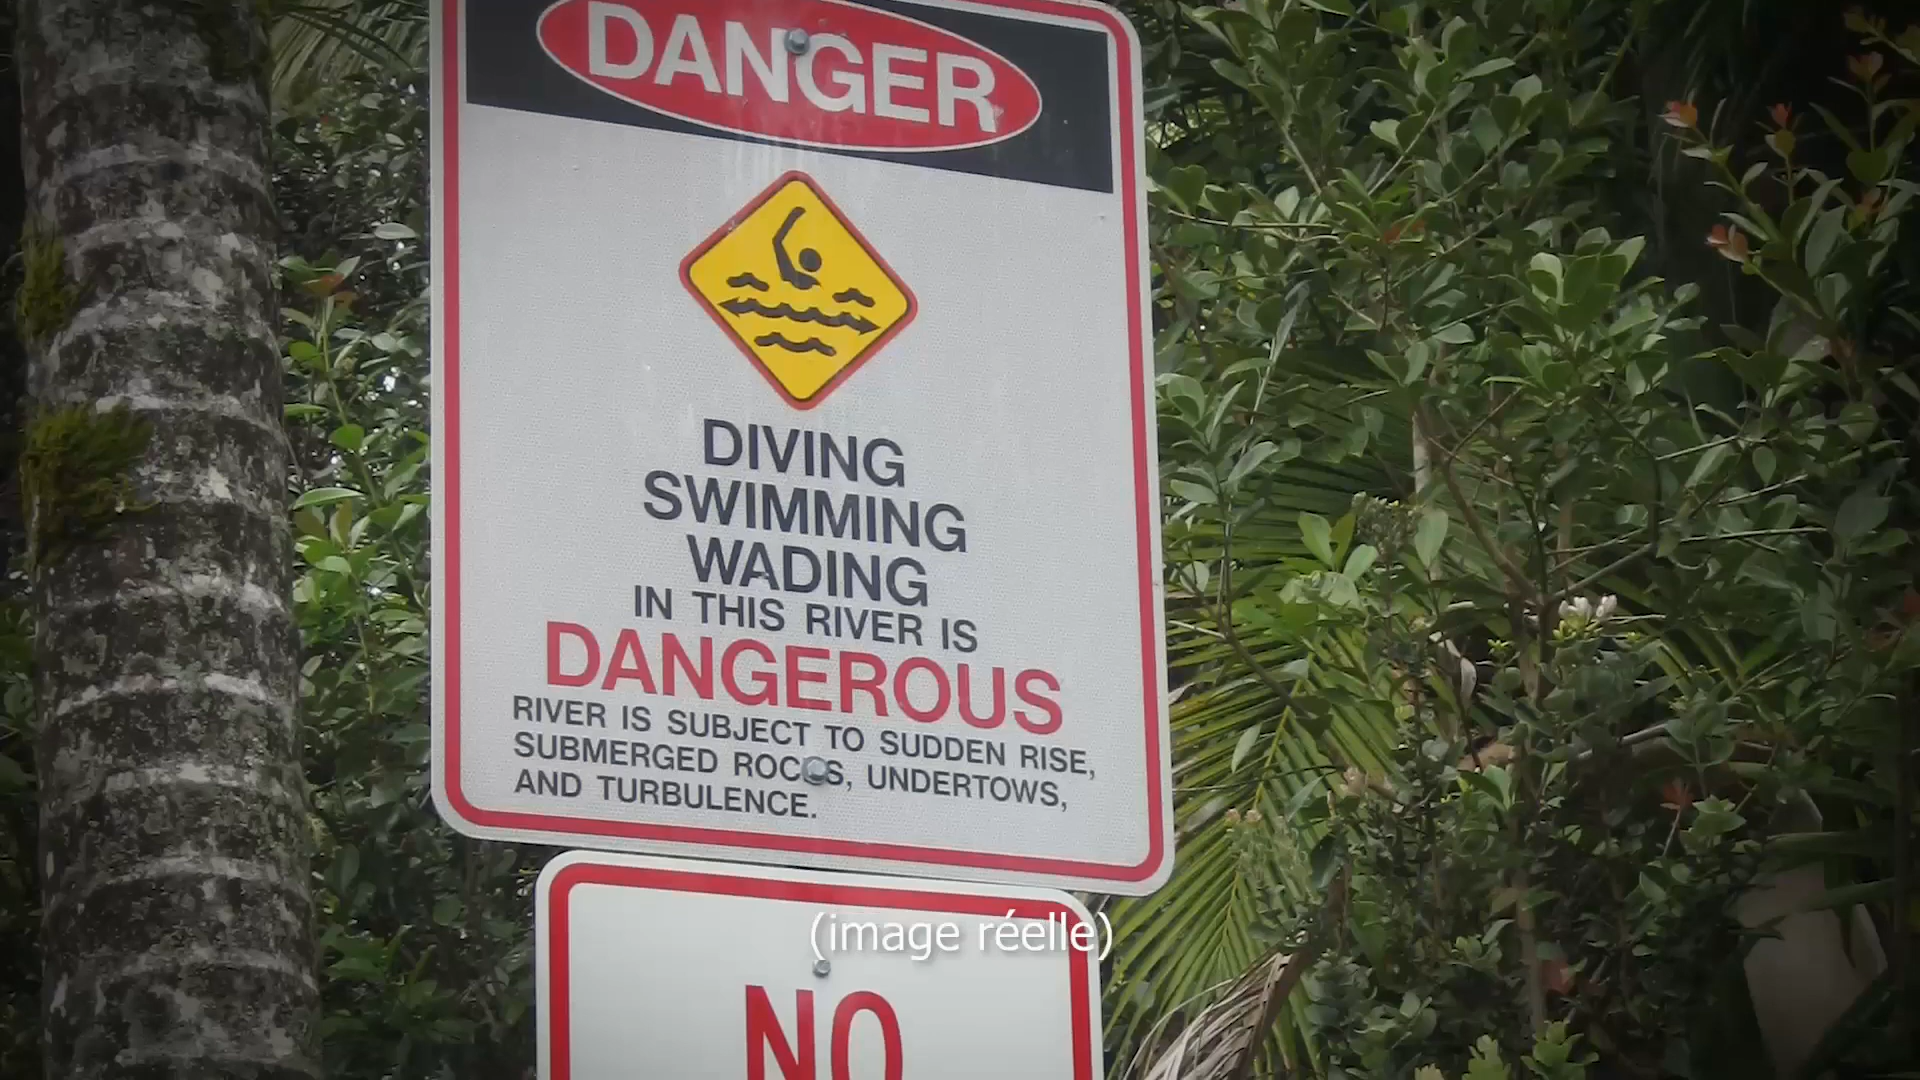 DANGER
DIVING
SWIMMING
WADING
IN THIS RIVER IS
DANGEROUS
RIVER IS SUBJECT TO SUDDEN RISE,
SUBMERGED ROCKS, UNDERTOWS,
AND TURBULENCE.
(image réelle)
NO